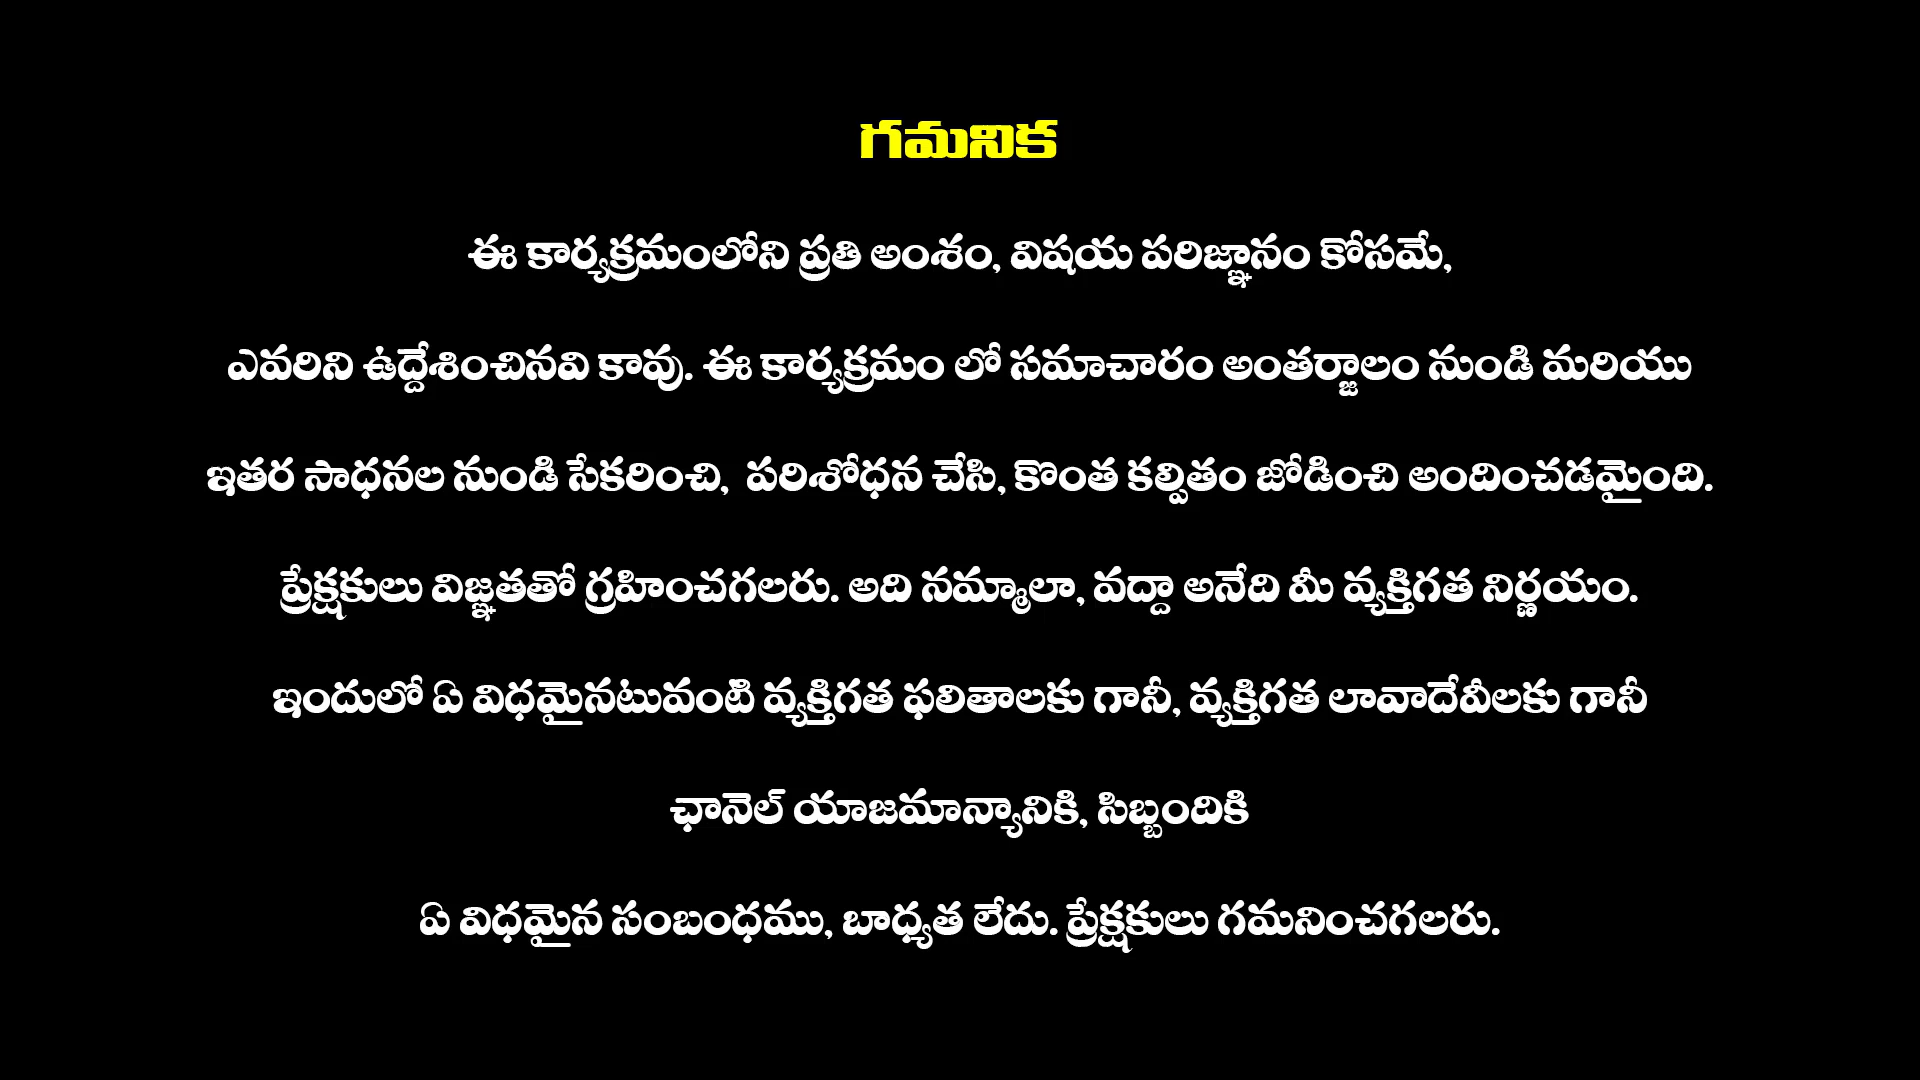 గమనిక
ఈ కార్యక్రమంలోని ప్రతి అంశం, విషయ పరిజ్ఞానం కోసమే,
ఎవరిని ఉద్దేశించినవి కావు. ఈ కార్యక్రమం లో సమాచారం అంతర్జాలం నుండి మరియు
ఇతర సాధనల నుండి సేకరించి, పరిశోధన చేసి, కొంత కల్పితం జోడించి అందించడమైంది.
ప్రేక్షకులు విజ్ఞతతో గ్రహించగలరు. అది నమ్మాలా, వద్దా అనేది మీ వ్యక్తిగత నిర్ణయం.
ఇందులో ఏ విధమైనటువంటి వ్యక్తిగత ఫలితాలకు గానీ, వ్యక్తిగత లావాదేవీలకు గానీ
ఛానెల్ యాజమాన్యానికి, సిబ్బందికి
ఏ విధమైన సంబంధము, బాధ్యత లేదు. ప్రేక్షకులు గమనించగలరు.